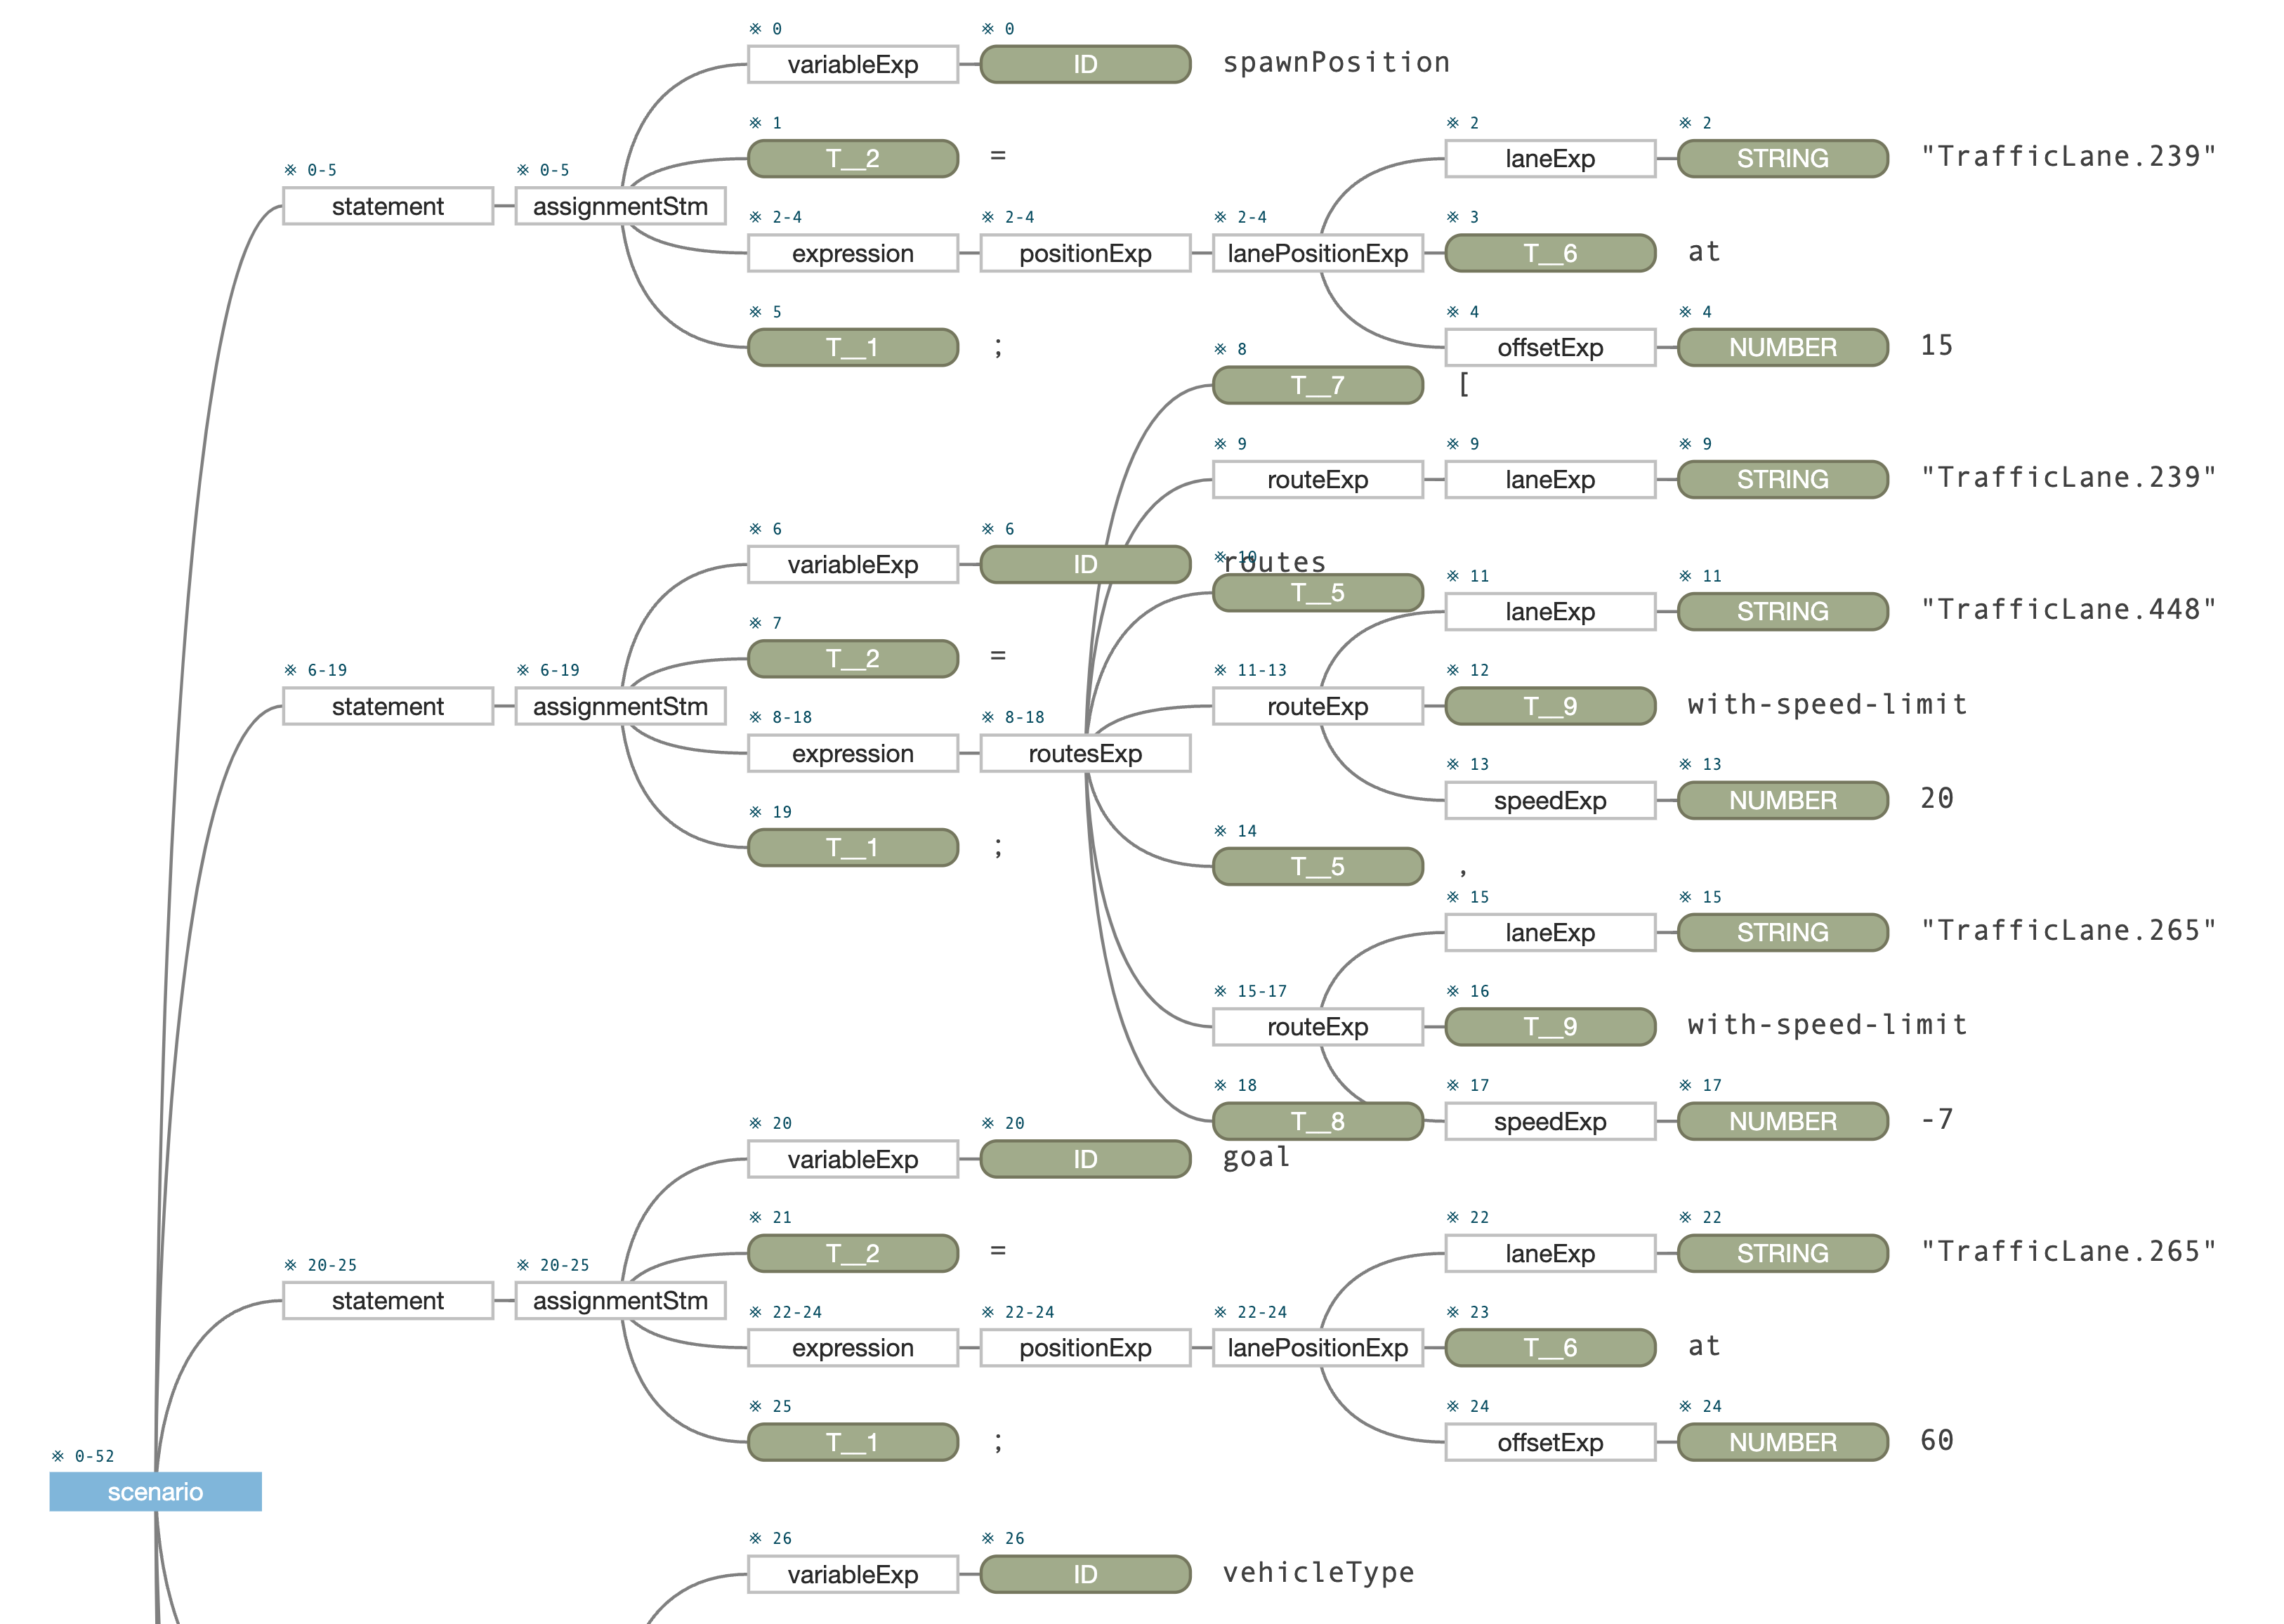 ※ 0 ※ 0
variableExp ID spawnPosition
※ 1 ※ 2 ※ 2
T__2 = laneExp STRING "TrafficLane.239"
※ 0-5 ※ 0-5
statement assignmentStm
※ 2-4 ※ 2-4 ※ 2-4 ※ 3
expression positionExp lanePositionExp T__6 at
※ 5 ※ 4 ※ 4
T__1 ; offsetExp NUMBER 15
※ 8
T__7 [
※ 9 ※ 9 ※ 9
routeExp laneExp STRING "TrafficLane.239"
※ 6 ※ 6
variableExp ID routes
※ 10
T__5
※ 11 ※ 11
laneExp STRING "TrafficLane.448"
※ 7
T__2 =
※ 6-19 ※ 6-19 ※ 11-13 ※ 12
statement assignmentStm routeExp T__9 with-speed-limit
※ 8-18 ※ 8-18
expression routesExp
※ 13 ※ 13
speedExp NUMBER 20
※ 19
T__1 ;
※ 14
T__5 ,
※ 15 ※ 15
laneExp STRING "TrafficLane.265"
※ 15-17 ※ 16
routeExp T__9 with-speed-limit
※ 18 ※ 17 ※ 17
T__8 speedExp NUMBER -7
※ 20 ※ 20
variableExp ID goal
※ 21 ※ 22 ※ 22
T__2 = laneExp STRING "TrafficLane.265"
※ 20-25 ※ 20-25
statement assignmentStm
※ 22-24 ※ 22-24 ※ 22-24 ※ 23
expression positionExp lanePositionExp T__6 at
※ 25 ※ 24 ※ 24
T__1 ; offsetExp NUMBER 60
※ 0-52
scenario
※ 26 ※ 26
variableExp ID vehicleType